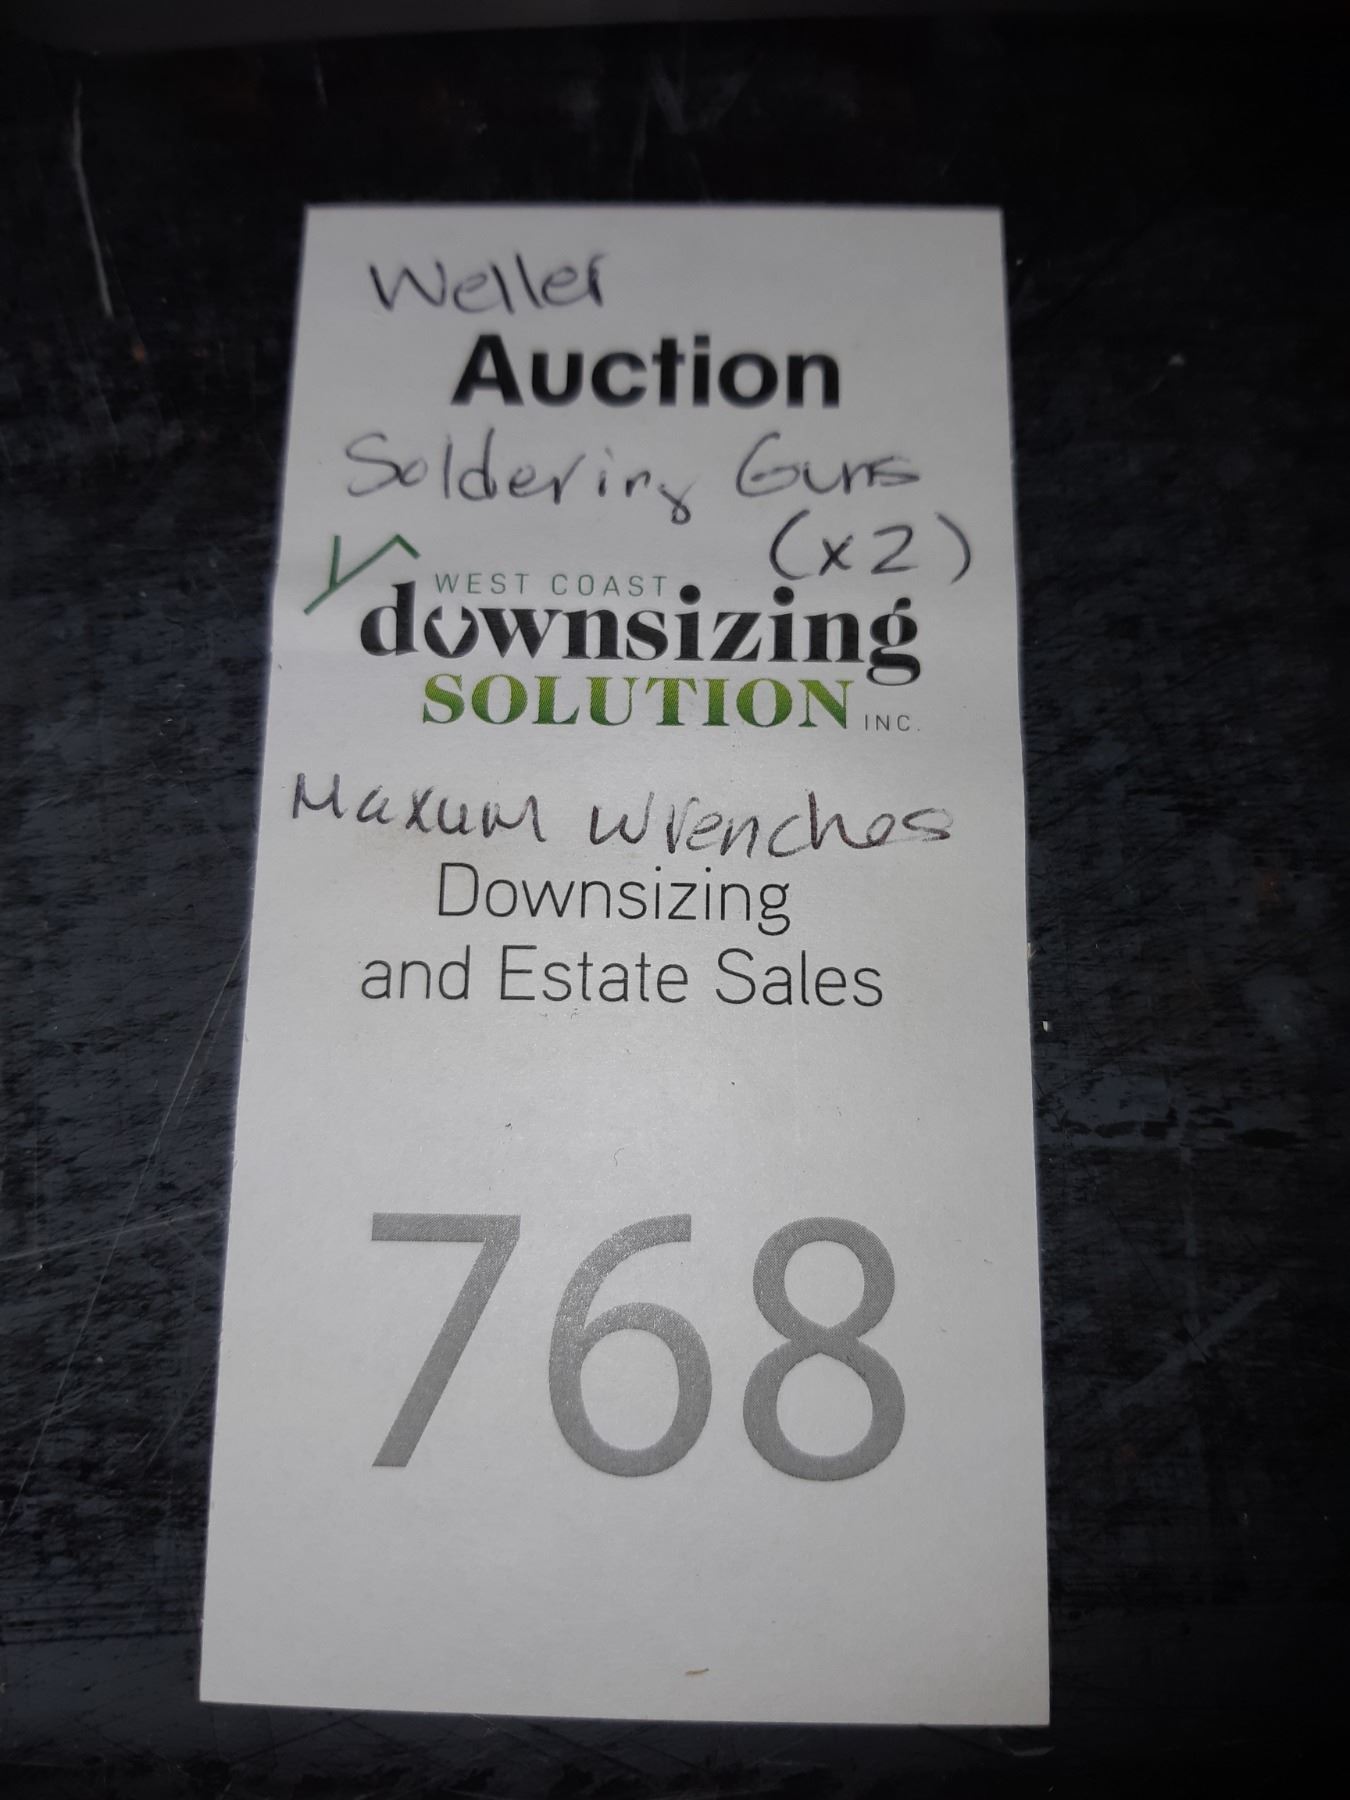 Weller
Auction
Soldering Guns
(x2)
WEST COAST
downsizing
SOLUTION INC.
Maxum Wrenches
Downsizing
and Estate Sales
768